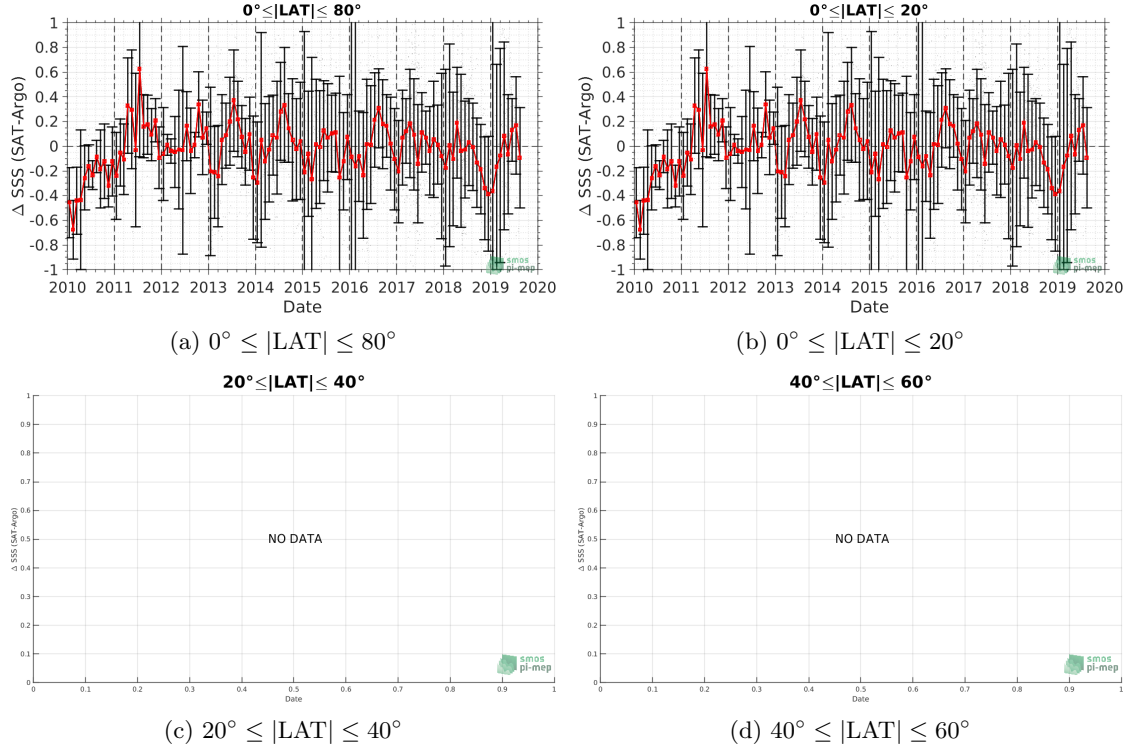 0°≤|LAT|≤ 80°
1
0.8
0.6
0.4
0.2
0
-0.2
-0.4
-0.6
-0.8
-1
Δ SSS (SAT-Argo)
2010 2011 2012 2013 2014 2015 2016 2017 2018 2019 2020
Date
smos
pi-mep
(a) 0° ≤ |LAT| ≤ 80°
0°≤|LAT|≤ 20°
1
0.8
0.6
0.4
0.2
0
-0.2
-0.4
-0.6
-0.8
-1
Δ SSS (SAT-Argo)
2010 2011 2012 2013 2014 2015 2016 2017 2018 2019 2020
Date
smos
pi-mep
(b) 0° ≤ |LAT| ≤ 20°
20°≤|LAT|≤ 40°
1
0.9
0.8
0.7
0.6
0.5
0.4
0.3
0.2
0.1
0
Δ SSS (SAT-Argo)
NO DATA
smos
pi-mep
0 0.1 0.2 0.3 0.4 0.5 0.6 0.7 0.8 0.9 1
Date
(c) 20° ≤ |LAT| ≤ 40°
40°≤|LAT|≤ 60°
1
0.9
0.8
0.7
0.6
0.5
0.4
0.3
0.2
0.1
0
Δ SSS (SAT-Argo)
NO DATA
smos
pi-mep
0 0.1 0.2 0.3 0.4 0.5 0.6 0.7 0.8 0.9 1
Date
(d) 40° ≤ |LAT| ≤ 60°